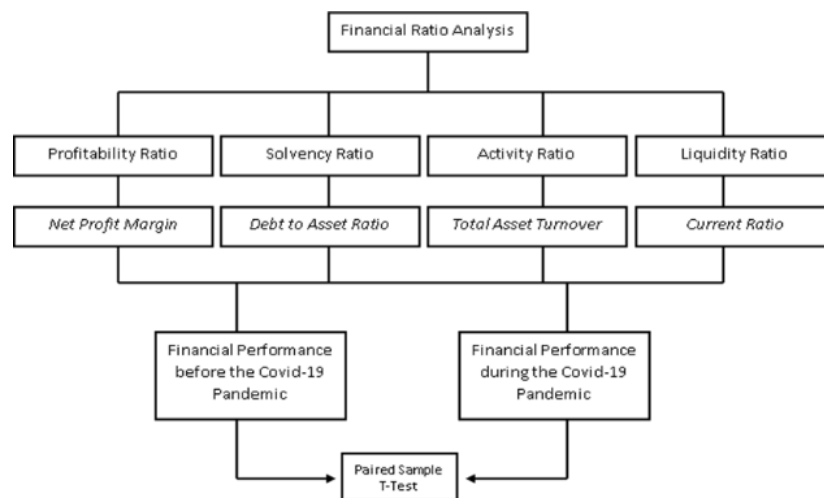 Financial Ratio Analysis
Profitability Ratio
Solvency Ratio
Activity Ratio
Liquidity Ratio
Net Profit Margin
Debt to Asset Ratio
Total Asset Turnover
Current Ratio
Financial Performance
before the Covid-19
Pandemic
Financial Performance
during the Covid-19
Pandemic
Paired Sample
T-Test